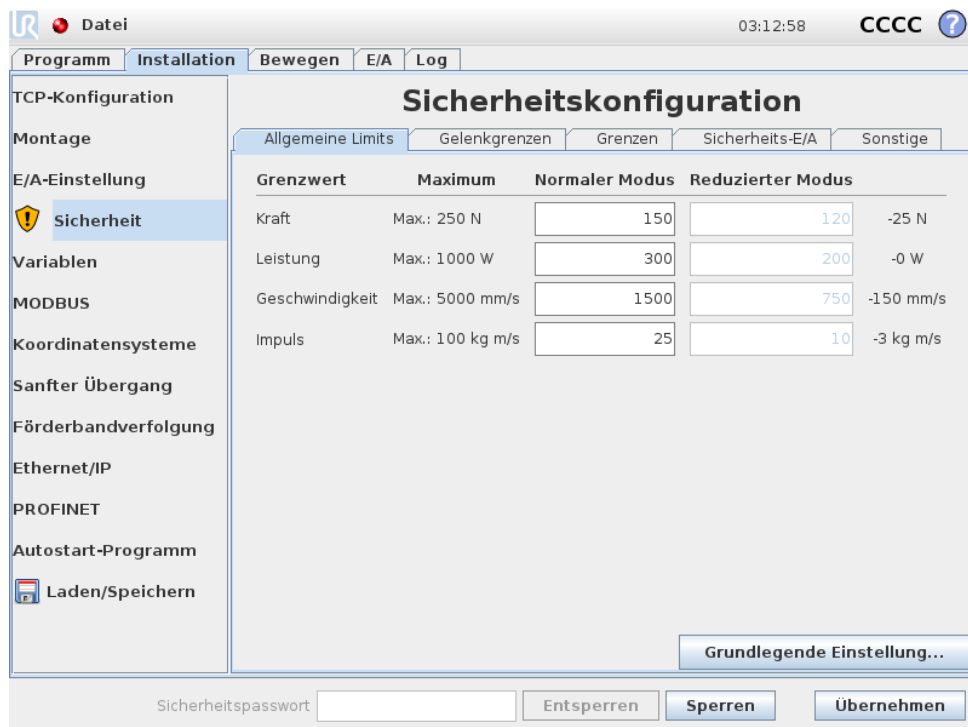 UR Datei 03:12:58 CCCC ?
Programm Installation Bewegen E/A Log
TCP-Konfiguration
Montage
E/A-Einstellung
Sicherheit
Variablen
MODBUS
Koordinatensysteme
Sanfter Übergang
Förderbandverfolgung
Ethernet/IP
PROFINET
Autostart-Programm
Laden/Speichern
Sicherheitskonfiguration
Allgemeine Limits Gelenkgrenzen Grenzen Sicherheits-E/A Sonstige
Grenzwert Maximum Normaler Modus Reduzierter Modus
Kraft Max.: 250 N 150 120 -25 N
Leistung Max.: 1000 W 300 200 -0 W
Geschwindigkeit Max.: 5000 mm/s 1500 750 -150 mm/s
Impuls Max.: 100 kg m/s 25 10 -3 kg m/s
Grundlegende Einstellung...
Sicherheitspasswort Entsperren Sperren Übernehmen